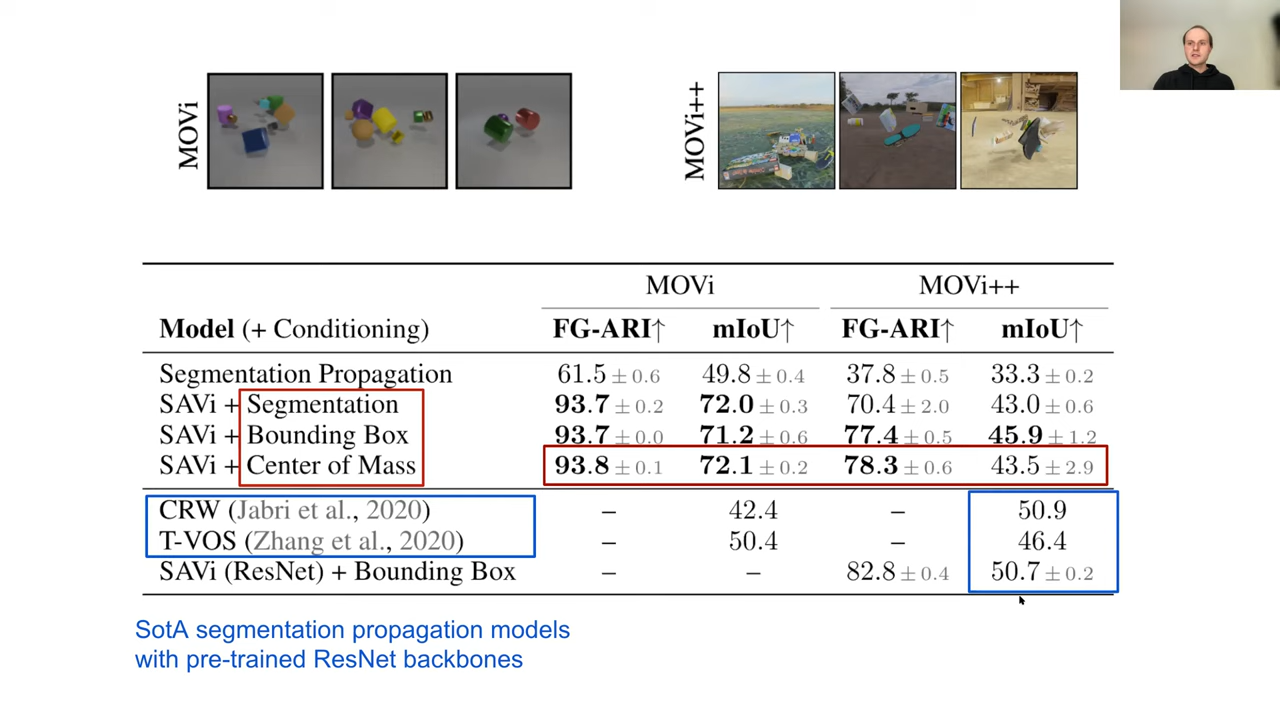 MOVi
MOVi++
MOVi MOVi++
Model (+ Conditioning) FG-ARI↑ mIoU↑ FG-ARI↑ mIoU↑
Segmentation Propagation 61.5 ± 0.6 49.8 ± 0.4 37.8 ± 0.5 33.3 ± 0.2
SAVi + Segmentation 93.7 ± 0.2 72.0 ± 0.3 70.4 ± 2.0 43.0 ± 0.6
SAVi + Bounding Box 93.7 ± 0.0 71.2 ± 0.6 77.4 ± 0.5 45.9 ± 1.2
SAVi + Center of Mass 93.8 ± 0.1 72.1 ± 0.2 78.3 ± 0.6 43.5 ± 2.9
CRW (Jabri et al., 2020) – 42.4 – 50.9
T-VOS (Zhang et al., 2020) – 50.4 – 46.4
SAVi (ResNet) + Bounding Box – – 82.8 ± 0.4 50.7 ± 0.2
SotA segmentation propagation models
with pre-trained ResNet backbones